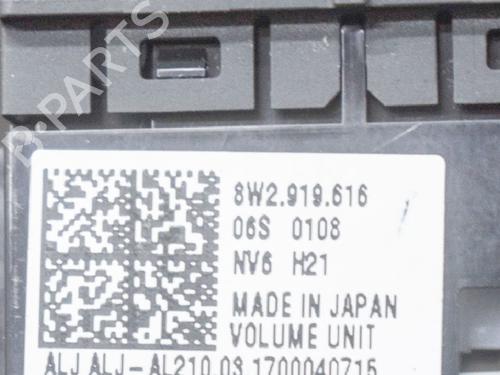 B-PARTS
8W2.919.616
06S 0108
NV6 H21
MADE IN JAPAN
VOLUME UNIT
ALJ ALJ-AL210.03 1700040715